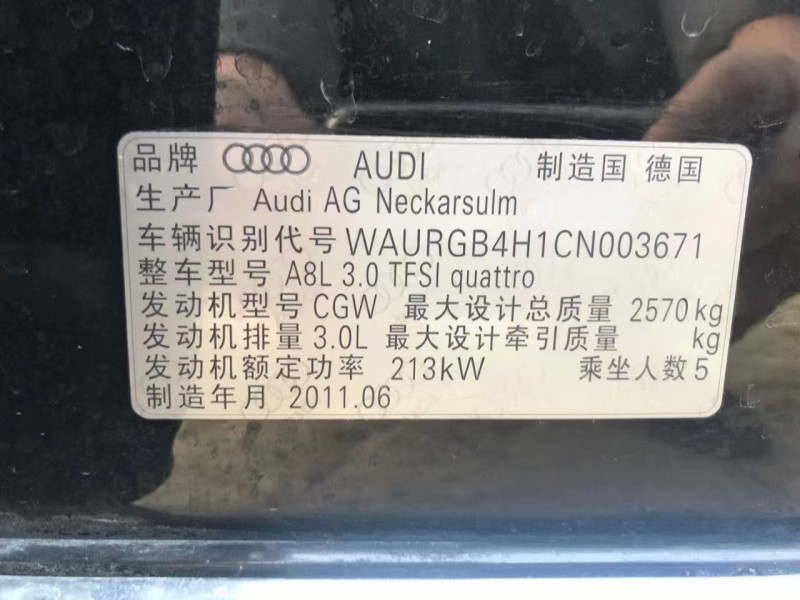 品牌 AUDI 制造国 德国
生产厂 Audi AG Neckarsulm
车辆识别代号 WAURGB4H1CN003671
整车型号 A8L 3.0 TFSI quattro
发动机型号 CGW 最大设计总质量 2570 kg
发动机排量 3.0L 最大设计牵引质量 kg
发动机额定功率 213kW 乘坐人数 5
制造年月 2011.06